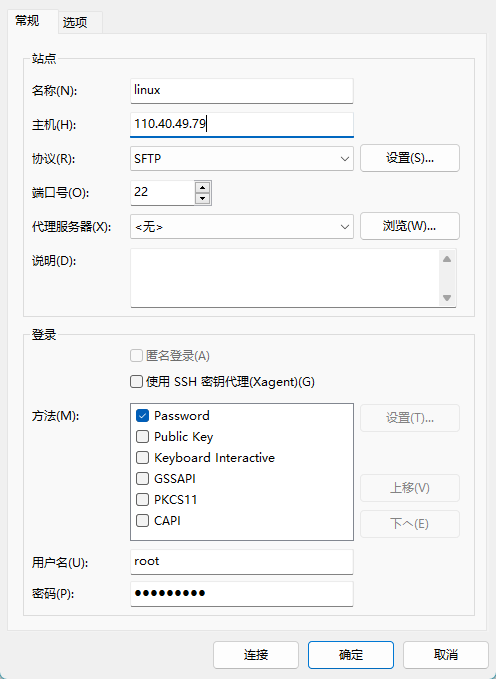 常规 选项
站点
名称(N): linux
主机(H): 110.40.49.79
协议(R): SFTP 设置(S)...
端口号(O): 22
代理服务器(X): <无> 浏览(W)...
说明(D):
登录
匿名登录(A)
使用 SSH 密钥代理(Xagent)(G)
方法(M): Password 设置(T)...
Public Key
Keyboard Interactive
GSSAPI
上移(V)
PKCS11
CAPI
下へ(E)
用户名(U): root
密码(P): ●●●●●●●●●
连接 确定 取消